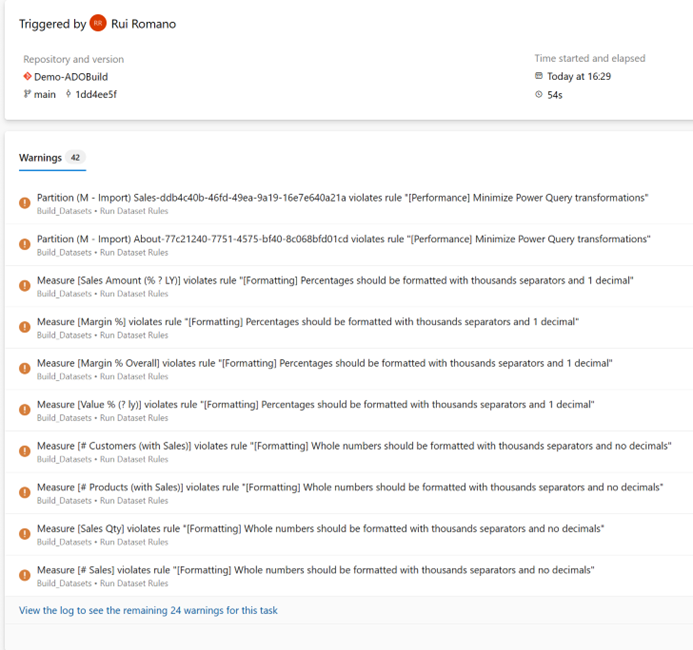 Triggered by RR Rui Romano
Repository and version
Time started and elapsed
Demo-ADOBuild
Today at 16:29
main 1dd4ee5f
54s
Warnings 42
Partition (M - Import) Sales-ddb4c40b-46fd-49ea-9a19-16e7e640a21a violates rule "[Performance] Minimize Power Query transformations"
Build_Datasets • Run Dataset Rules
Partition (M - Import) About-77c21240-7751-4575-bf40-8c068bfd01cd violates rule "[Performance] Minimize Power Query transformations"
Build_Datasets • Run Dataset Rules
Measure [Sales Amount (% ? LY)] violates rule "[Formatting] Percentages should be formatted with thousands separators and 1 decimal"
Build_Datasets • Run Dataset Rules
Measure [Margin %] violates rule "[Formatting] Percentages should be formatted with thousands separators and 1 decimal"
Build_Datasets • Run Dataset Rules
Measure [Margin % Overall] violates rule "[Formatting] Percentages should be formatted with thousands separators and 1 decimal"
Build_Datasets • Run Dataset Rules
Measure [Value % (? ly)] violates rule "[Formatting] Percentages should be formatted with thousands separators and 1 decimal"
Build_Datasets • Run Dataset Rules
Measure [# Customers (with Sales)] violates rule "[Formatting] Whole numbers should be formatted with thousands separators and no decimals"
Build_Datasets • Run Dataset Rules
Measure [# Products (with Sales)] violates rule "[Formatting] Whole numbers should be formatted with thousands separators and no decimals"
Build_Datasets • Run Dataset Rules
Measure [Sales Qty] violates rule "[Formatting] Whole numbers should be formatted with thousands separators and no decimals"
Build_Datasets • Run Dataset Rules
Measure [# Sales] violates rule "[Formatting] Whole numbers should be formatted with thousands separators and no decimals"
Build_Datasets • Run Dataset Rules
View the log to see the remaining 24 warnings for this task